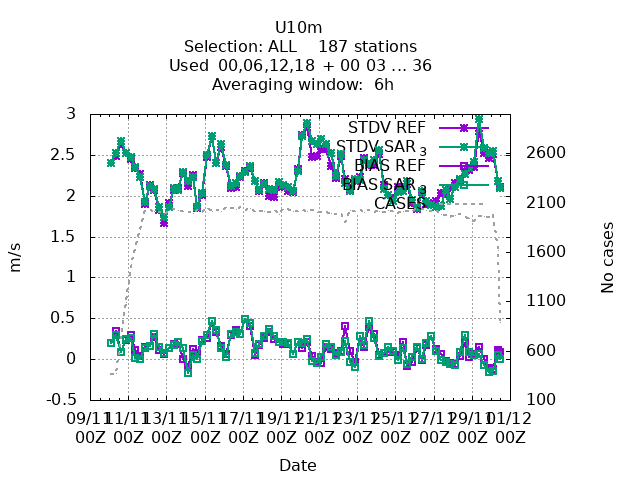 U10m
Selection: ALL    187 stations
Used  00,06,12,18 + 00 03 ... 36
Averaging window:  6h
STDV REF
STDV SAR 3
BIAS REF
BIAS SAR 3
CASES
3
2.5
2
1.5
1
0.5
0
-0.5
m/s
2600
2100
1600
1100
600
100
No cases
09/11 11/11 13/11 15/11 17/11 19/11 21/11 23/11 25/11 27/11 29/11 01/12
00Z 00Z 00Z 00Z 00Z 00Z 00Z 00Z 00Z 00Z 00Z 00Z
Date